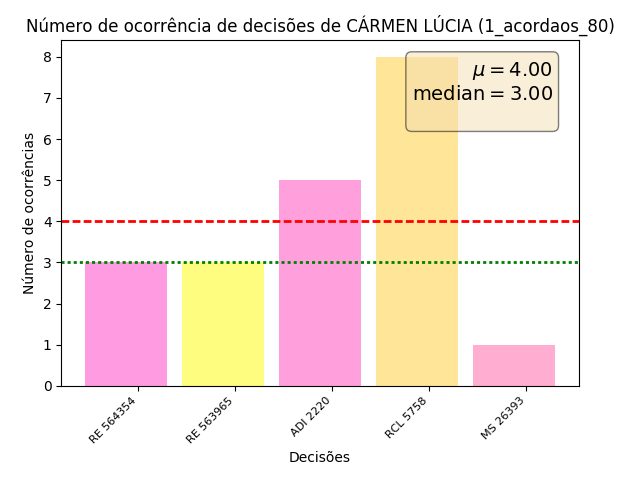 Número de ocorrência de decisões de CÁRMEN LÚCIA (1_acordaos_80)
μ = 4.00
median = 3.00
Número de ocorrências
8
7
6
5
4
3
2
1
0
RE 564354
RE 563965
ADI 2220
RCL 5758
MS 26393
Decisões